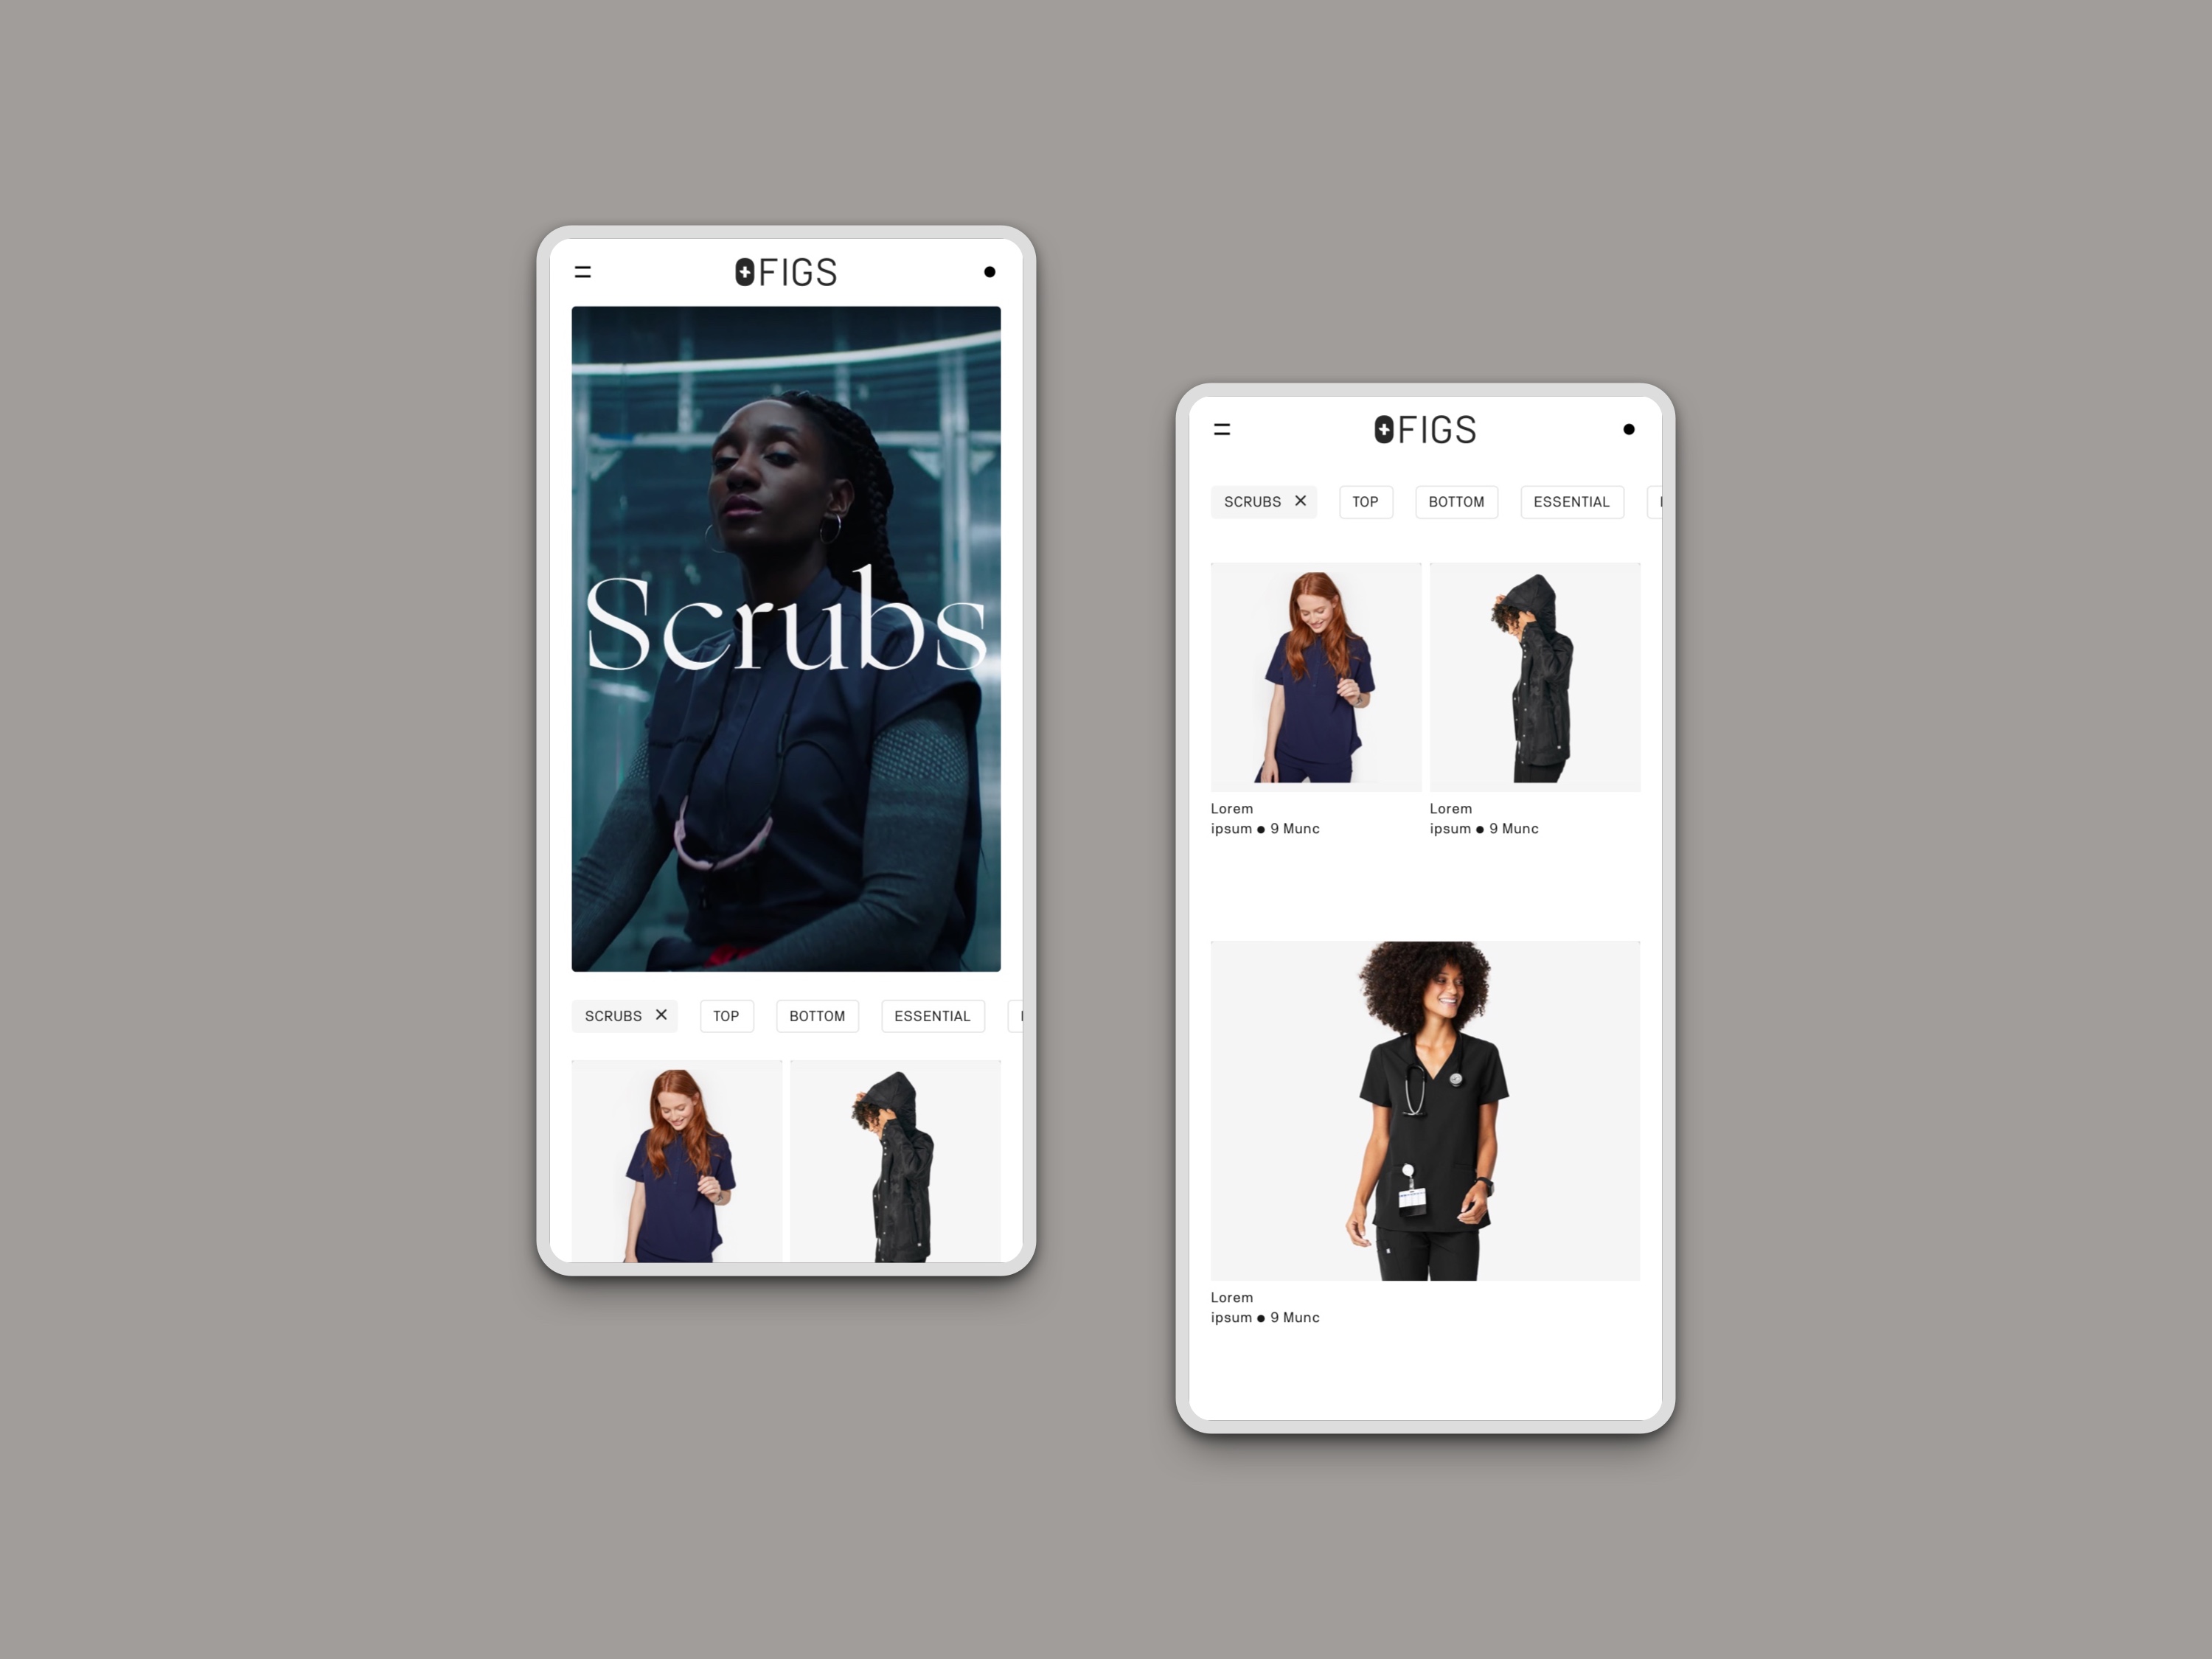 FIGS
Scrubs
SCRUBS TOP BOTTOM ESSENTIAL
FIGS
SCRUBS TOP BOTTOM ESSENTIAL
Lorem
ipsum ● 9 Munc
Lorem
ipsum ● 9 Munc
Lorem
ipsum ● 9 Munc